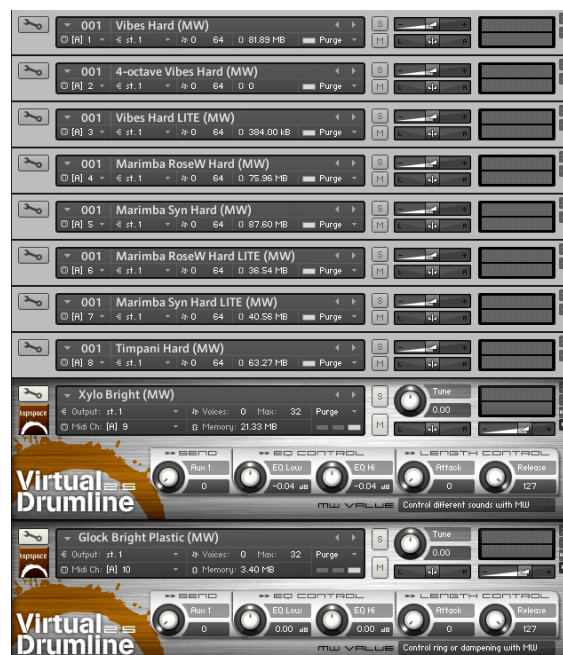 001 Vibes Hard (MW) S
[A] 1 st. 1 0 64 81.89 MB Purge M L R
001 4-octave Vibes Hard (MW) S
[A] 2 st. 1 0 64 0 Purge M L R
001 Vibes Hard LITE (MW) S
[A] 3 st. 1 0 64 384.00 kB Purge M L R
001 Marimba RoseW Hard (MW) S
[A] 4 st. 1 0 64 75.96 MB Purge M L R
001 Marimba Syn Hard (MW) S
[A] 5 st. 1 0 64 87.60 MB Purge M L R
001 Marimba RoseW Hard LITE (MW) S
[A] 6 st. 1 0 64 36.54 MB Purge M L R
001 Marimba Syn Hard LITE (MW) S
[A] 7 st. 1 0 64 40.56 MB Purge M L R
001 Timpani Hard (MW) S
[A] 8 st. 1 0 64 63.27 MB Purge M L R
Xylo Bright (MW) S Tune
tapspace Output: st. 1 Voices: 0 Max: 32 Purge 0.00
Midi Ch: [A] 9 Memory: 21.33 MB M L R
SEND EQ CONTROL LENGTH CONTROL
Aux 1 EQ Low EQ Hi Attack Release
0 -0.04 dB -0.04 dB 0 127
Virtual 2.5
Drumline
MW VALUE Control different sounds with MW
Glock Bright Plastic (MW) S Tune
tapspace Output: st. 1 Voices: 0 Max: 32 Purge 0.00
Midi Ch: [A] 10 Memory: 3.40 MB M L R
SEND EQ CONTROL LENGTH CONTROL
Aux 1 EQ Low EQ Hi Attack Release
0 0.00 dB 0.00 dB 0 127
Virtual 2.5
Drumline
MW VALUE Control ring or dampening with MW